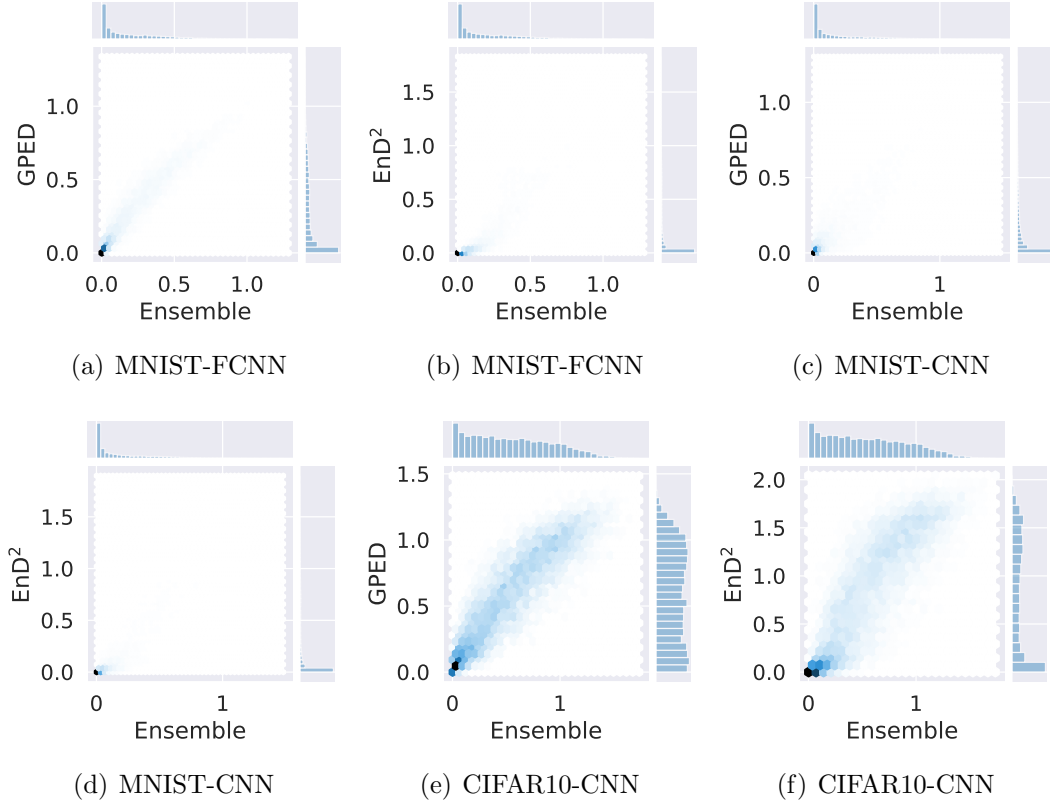 GPED
1.0
0.5
0.0
0.0 0.5 1.0
Ensemble
(a) MNIST-FCNN
EnD²
1.5
1.0
0.5
0.0
0.0 0.5 1.0
Ensemble
(b) MNIST-FCNN
GPED
1.0
0.5
0.0
0 1
Ensemble
(c) MNIST-CNN
EnD²
1.5
1.0
0.5
0.0
0 1
Ensemble
(d) MNIST-CNN
GPED
1.5
1.0
0.5
0.0
0 1
Ensemble
(e) CIFAR10-CNN
EnD²
2.0
1.5
1.0
0.5
0.0
0 1
Ensemble
(f) CIFAR10-CNN